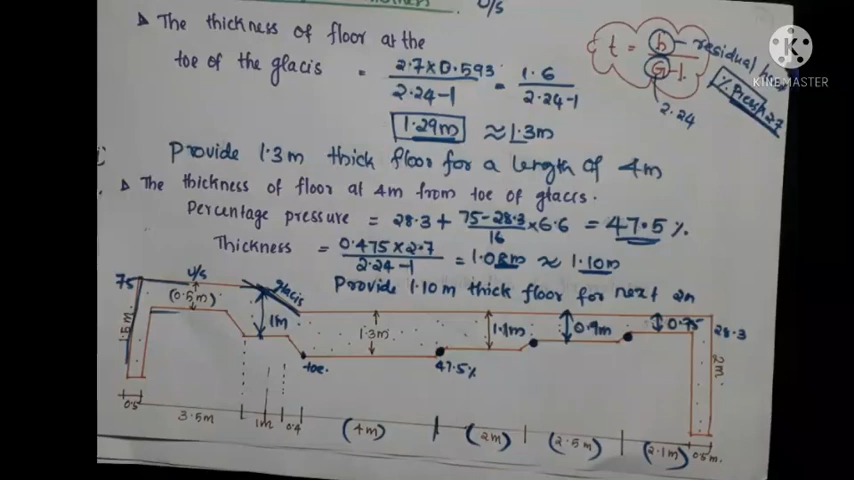 U/S
The thickness of floor at the
toe of the glacis = 2.7×0.593 / 2.24-1 = 1.6 / 2.24-1
1.29m ≈ 1.3m
t = h / G-1
residual
2.24
% Press
KINEMASTER
Provide 1.3m thick floor for a length of 4m
The thickness of floor at 4m from toe of glacis.
Percentage pressure = 28.3 + 75-28.3 / 16 ×6.6 = 47.5 %.
Thickness = 0.475×2.7 / 2.24-1 = 1.03m ≈ 1.10m
Provide 1.10m thick floor for next 2m
75 U/S glacis
(0.5m) 1m 1.3m 1.1m 0.9m 0.75 28.3
1.5m toe. 47.5% 2m.
0.5 3.5m 1m 0.4 (4m) (2m) (2.5m) (2.1m) 0.5m.